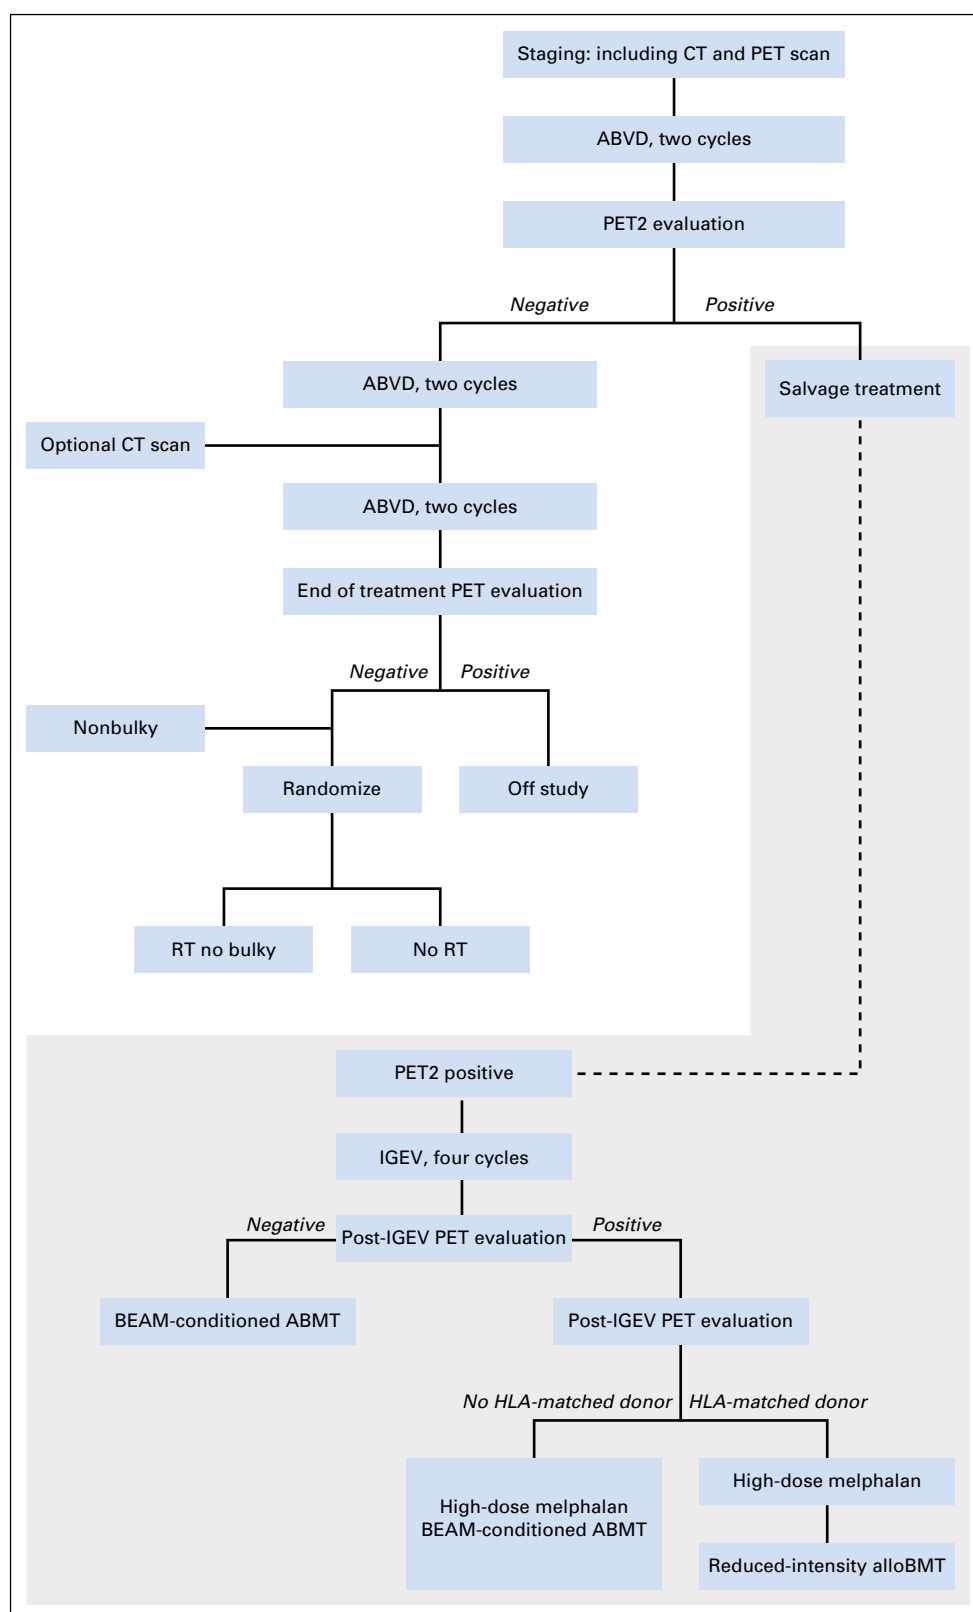 Staging: including CT and PET scan
ABVD, two cycles
PET2 evaluation
Negative
Positive
ABVD, two cycles
Salvage treatment
Optional CT scan
ABVD, two cycles
End of treatment PET evaluation
Negative
Positive
Nonbulky
Randomize
Off study
RT no bulky
No RT
PET2 positive
IGEV, four cycles
Negative
Post-IGEV PET evaluation
Positive
BEAM-conditioned ABMT
Post-IGEV PET evaluation
No HLA-matched donor
HLA-matched donor
High-dose melphalan
BEAM-conditioned ABMT
High-dose melphalan
Reduced-intensity alloBMT